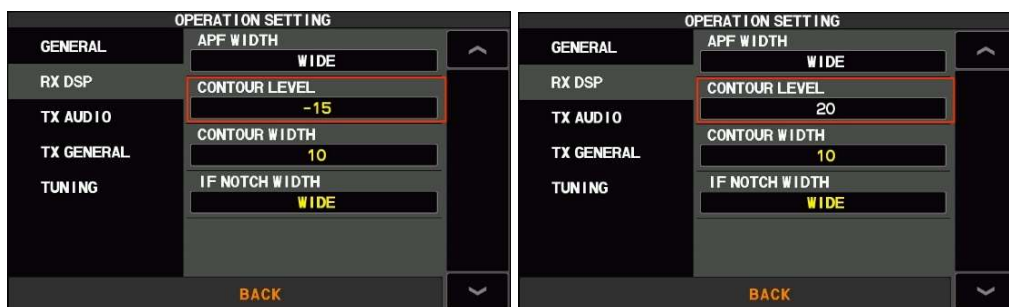 OPERATION SETTING
GENERAL
RX DSP
TX AUDIO
TX GENERAL
TUNING
APF WIDTH
WIDE
CONTOUR LEVEL
-15
CONTOUR WIDTH
10
IF NOTCH WIDTH
WIDE
BACK
OPERATION SETTING
GENERAL
RX DSP
TX AUDIO
TX GENERAL
TUNING
APF WIDTH
WIDE
CONTOUR LEVEL
20
CONTOUR WIDTH
10
IF NOTCH WIDTH
WIDE
BACK